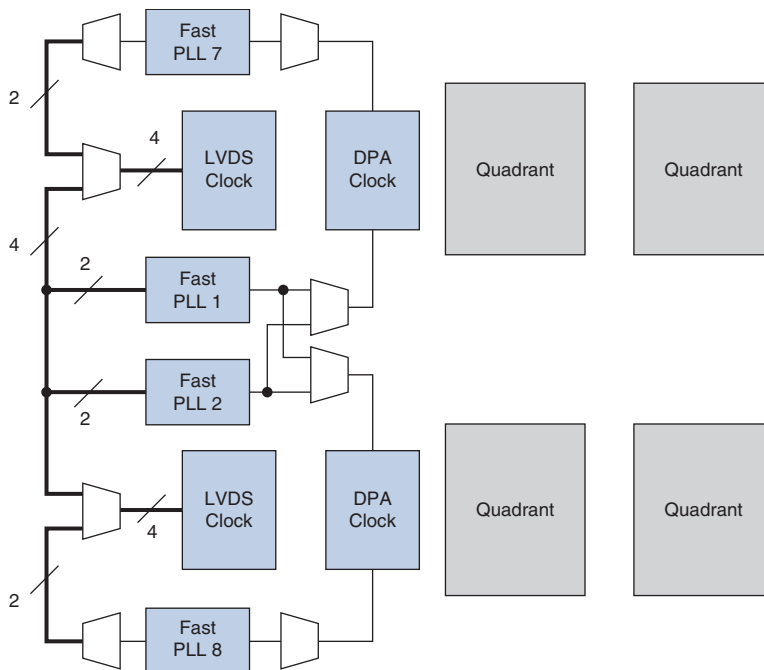 Fast
PLL 7
2
4
LVDS
Clock
DPA
Clock
Quadrant
Quadrant
4
2
Fast
PLL 1
Fast
PLL 2
2
LVDS
Clock
DPA
Clock
Quadrant
Quadrant
4
2
Fast
PLL 8